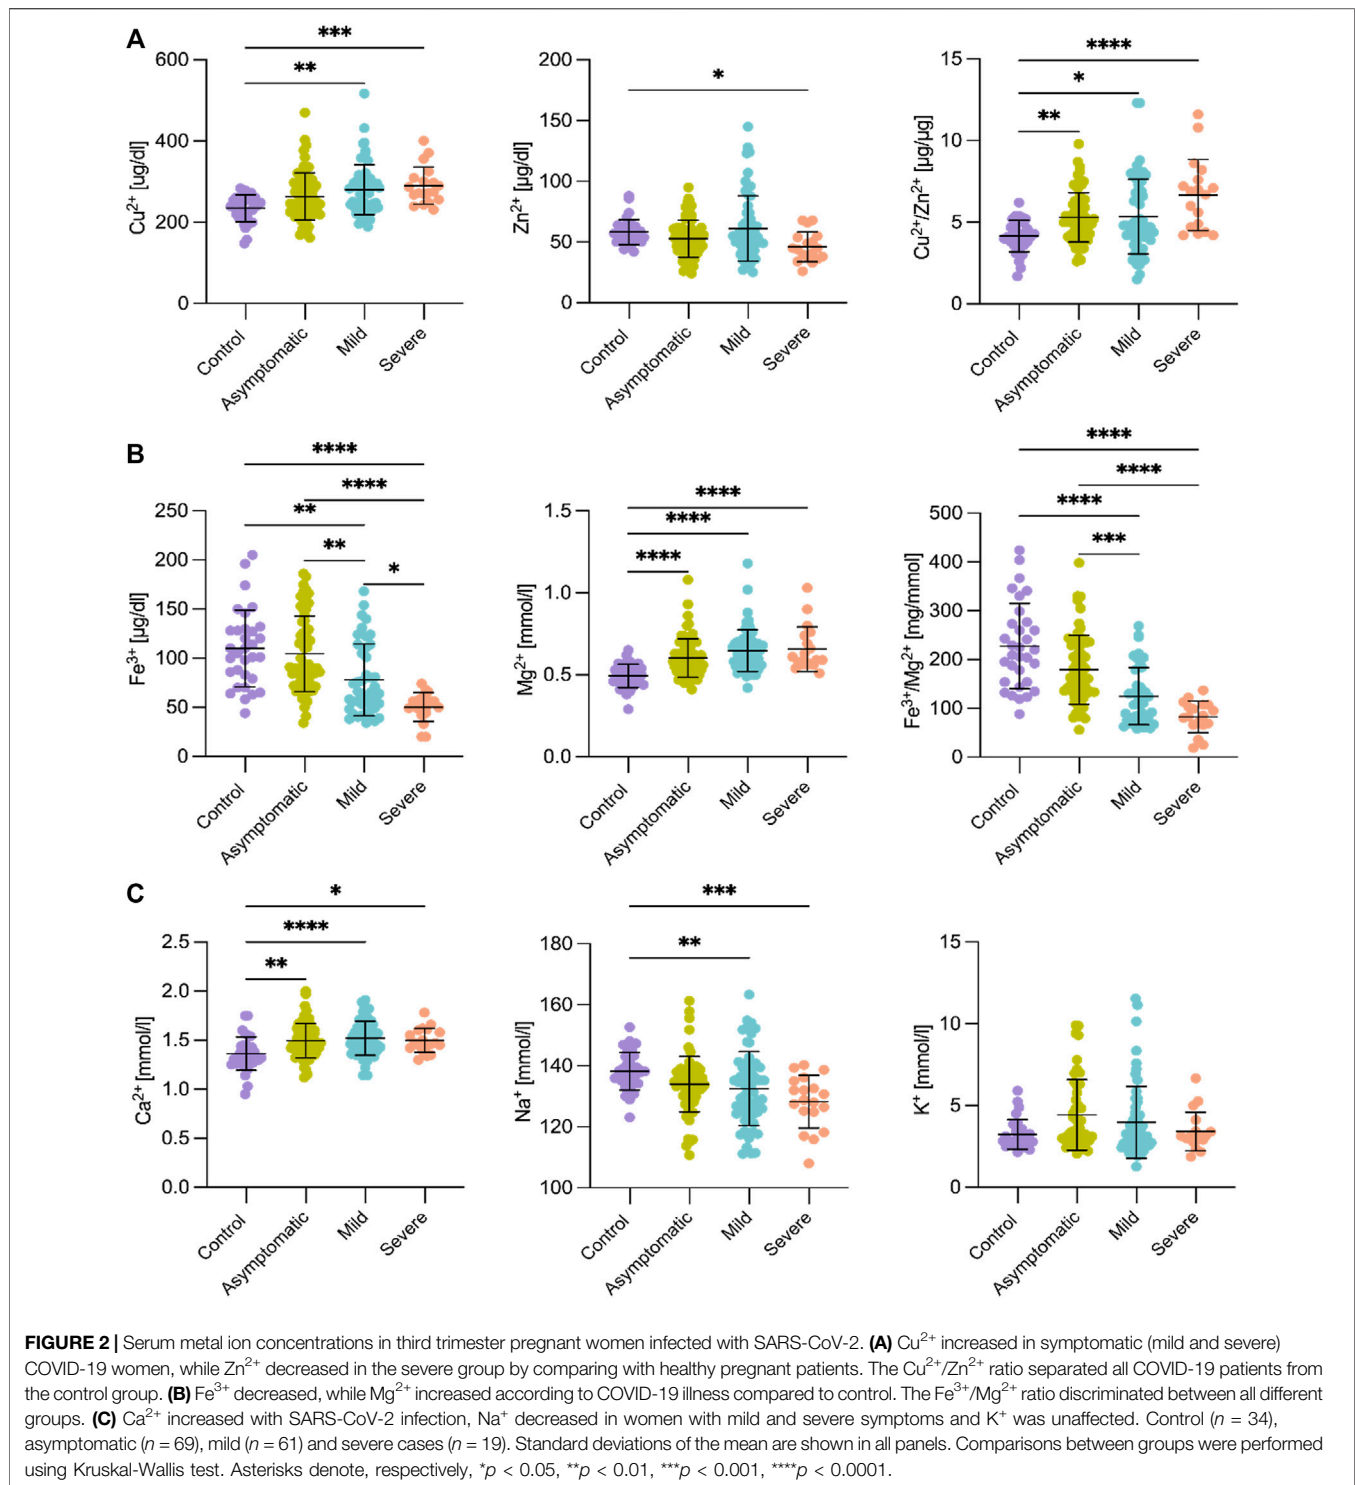 A
***
**
600
400
200
0
Cu²⁺ [ug/dl]
Control
Asymptomatic
Mild
Severe
*
200
150
100
50
0
Zn²⁺ [µg/dl]
Control
Asymptomatic
Mild
Severe
****
*
**
15
10
5
0
Cu²⁺/Zn²⁺ [µg/µg]
Control
Asymptomatic
Mild
Severe
B
****
****
**
**
*
250
200
150
100
50
0
Fe³⁺ [µg/dl]
Control
Asymptomatic
Mild
Severe
****
****
****
1.5
1.0
0.5
0.0
Mg²⁺ [mmol/l]
Control
Asymptomatic
Mild
Severe
****
****
****
***
500
400
300
200
100
0
Fe³⁺/Mg²⁺ [mg/mmol]
Control
Asymptomatic
Mild
Severe
C
*
****
**
2.5
2.0
1.5
1.0
0.5
0.0
Ca²⁺ [mmol/l]
Control
Asymptomatic
Mild
Severe
***
**
180
160
140
120
100
Na⁺ [mmol/l]
Control
Asymptomatic
Mild
Severe
15
10
5
0
K⁺ [mmol/l]
Control
Asymptomatic
Mild
Severe
FIGURE 2 | Serum metal ion concentrations in third trimester pregnant women infected with SARS-CoV-2. (A) Cu²⁺ increased in symptomatic (mild and severe)
COVID-19 women, while Zn²⁺ decreased in the severe group by comparing with healthy pregnant patients. The Cu²⁺/Zn²⁺ ratio separated all COVID-19 patients from
the control group. (B) Fe³⁺ decreased, while Mg²⁺ increased according to COVID-19 illness compared to control. The Fe³⁺/Mg²⁺ ratio discriminated between all different
groups. (C) Ca²⁺ increased with SARS-CoV-2 infection, Na⁺ decreased in women with mild and severe symptoms and K⁺ was unaffected. Control (n = 34),
asymptomatic (n = 69), mild (n = 61) and severe cases (n = 19). Standard deviations of the mean are shown in all panels. Comparisons between groups were performed
using Kruskal-Wallis test. Asterisks denote, respectively, *p < 0.05, **p < 0.01, ***p < 0.001, ****p < 0.0001.